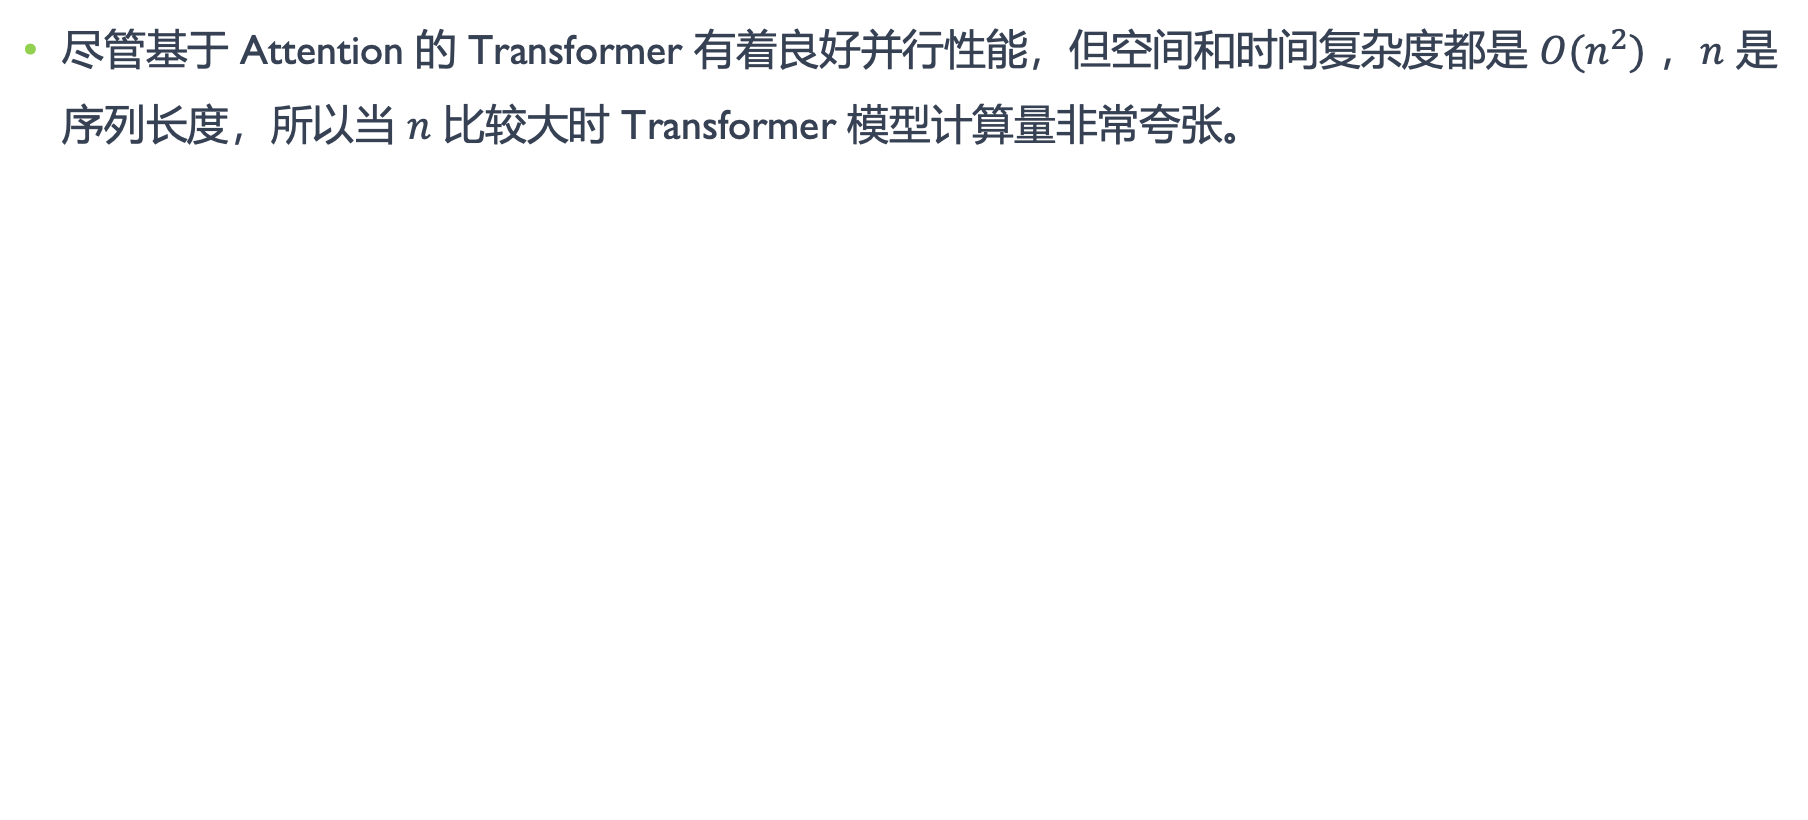 • 尽管基于 Attention 的 Transformer 有着良好并行性能，但空间和时间复杂度都是 O(n²) ，n 是
序列长度，所以当 n 比较大时 Transformer 模型计算量非常夸张。